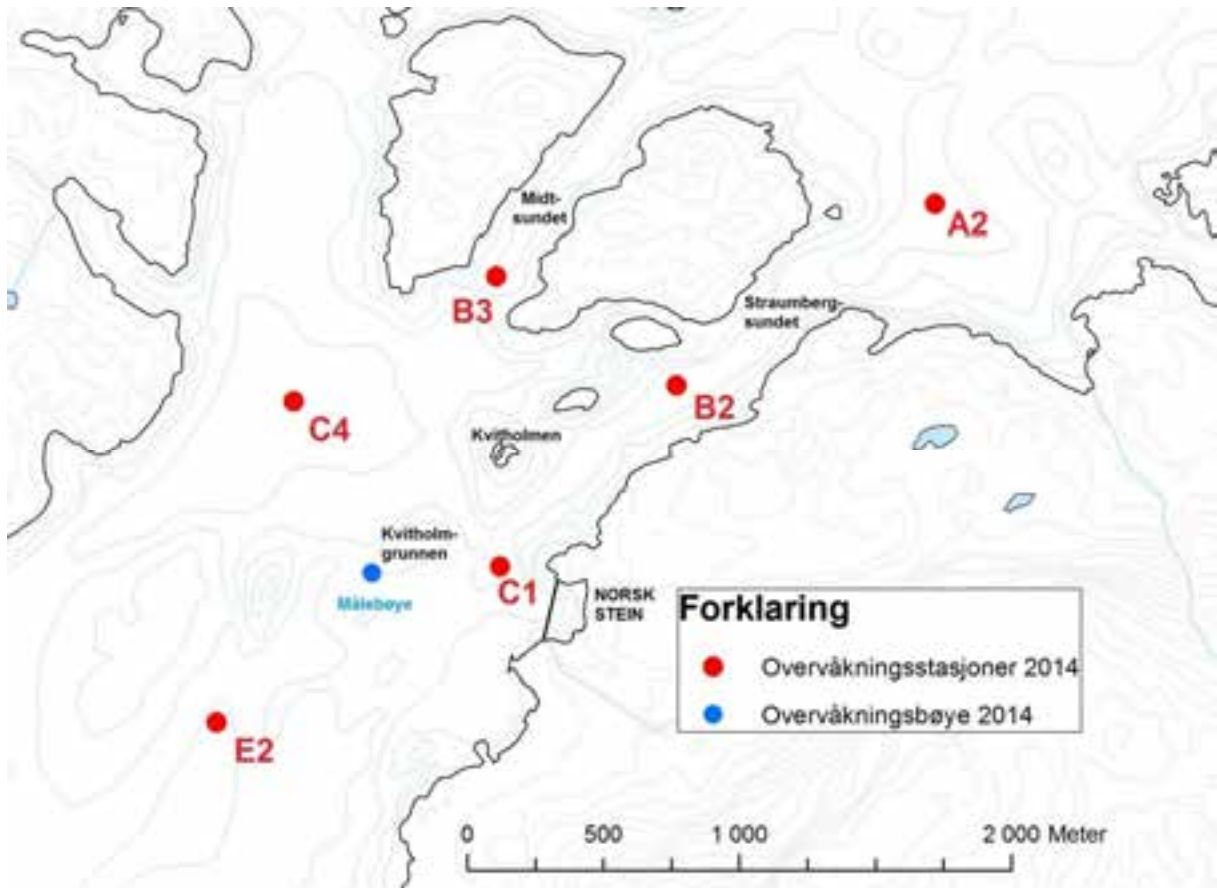 Midt-
sundet
A2
B3
Straumberg-
sundet
B2
C4
Kvitholmen
Kvitholm-
grunnen
Målebøye
C1
NORSK
STEIN
E2
Forklaring
Overvåkningsstasjoner 2014
Overvåkningsbøye 2014
0 500 1 000 2 000 Meter